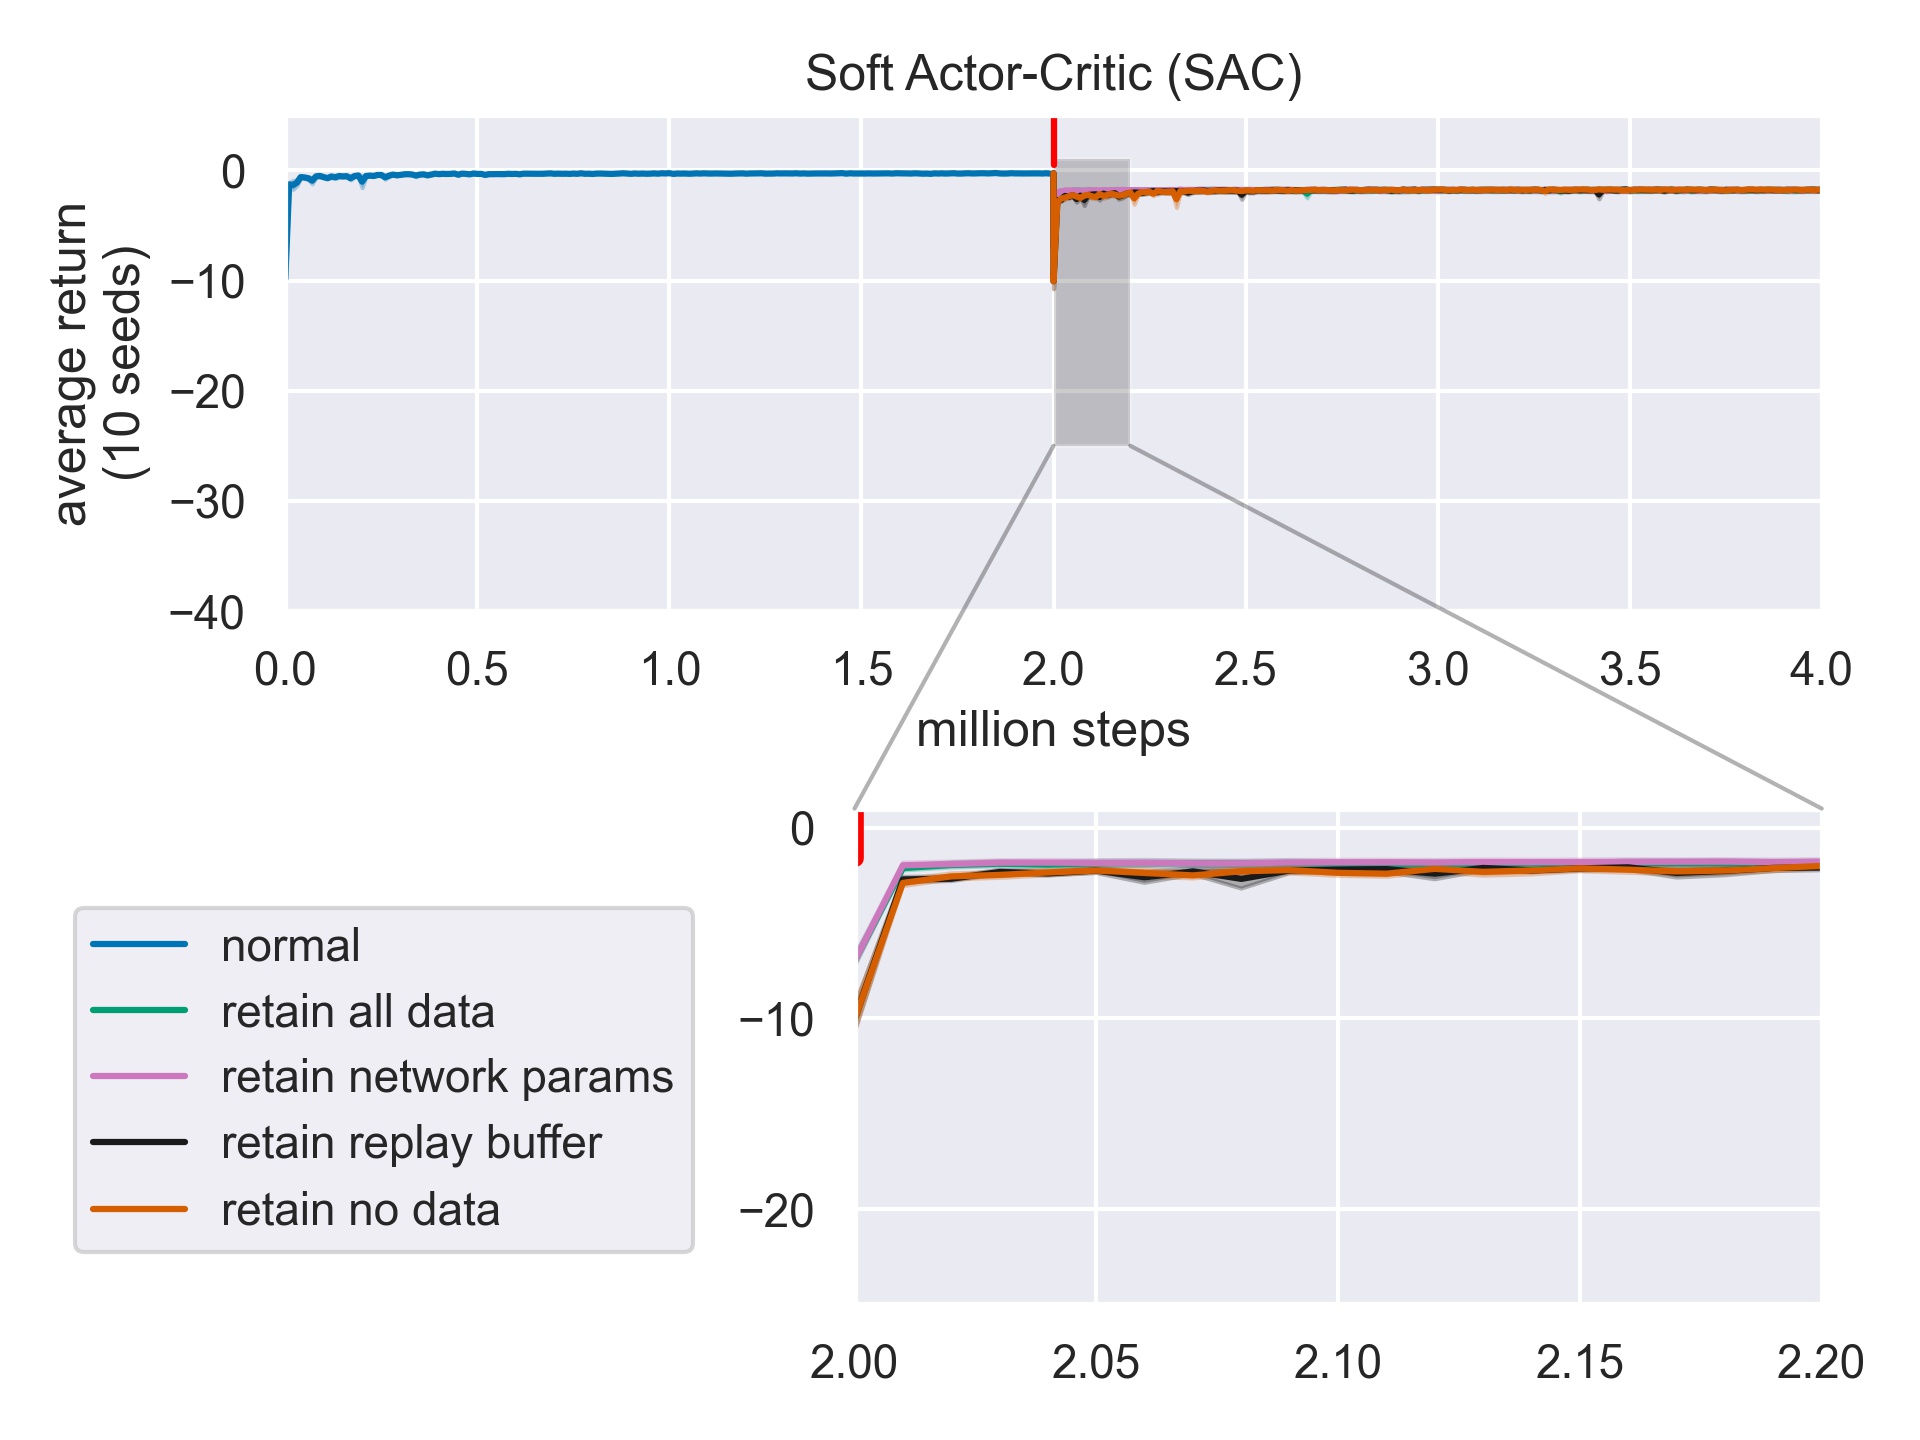 Soft Actor-Critic (SAC)
average return
(10 seeds)
0
−10
−20
−30
−40
0.0 0.5 1.0 1.5 2.0 2.5 3.0 3.5 4.0
million steps
0
−10
−20
2.00 2.05 2.10 2.15 2.20
normal
retain all data
retain network params
retain replay buffer
retain no data